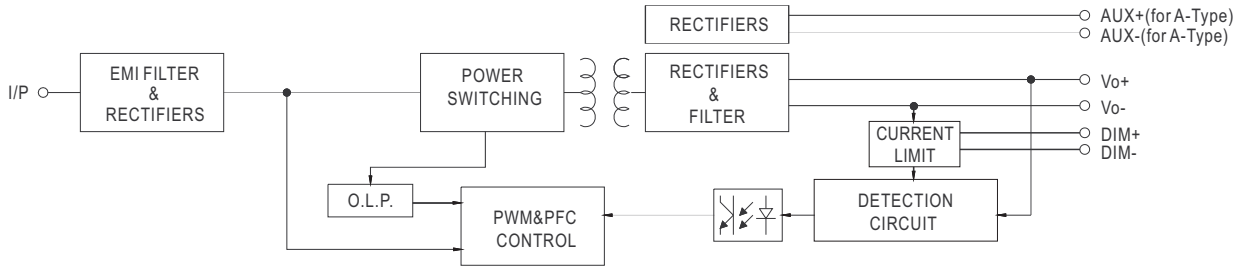 RECTIFIERS
AUX+(for A-Type)
AUX-(for A-Type)
I/P
EMI FILTER
&
RECTIFIERS
POWER
SWITCHING
RECTIFIERS
&
FILTER
Vo+
Vo-
CURRENT
LIMIT
DIM+
DIM-
O.L.P.
PWM&PFC
CONTROL
DETECTION
CIRCUIT